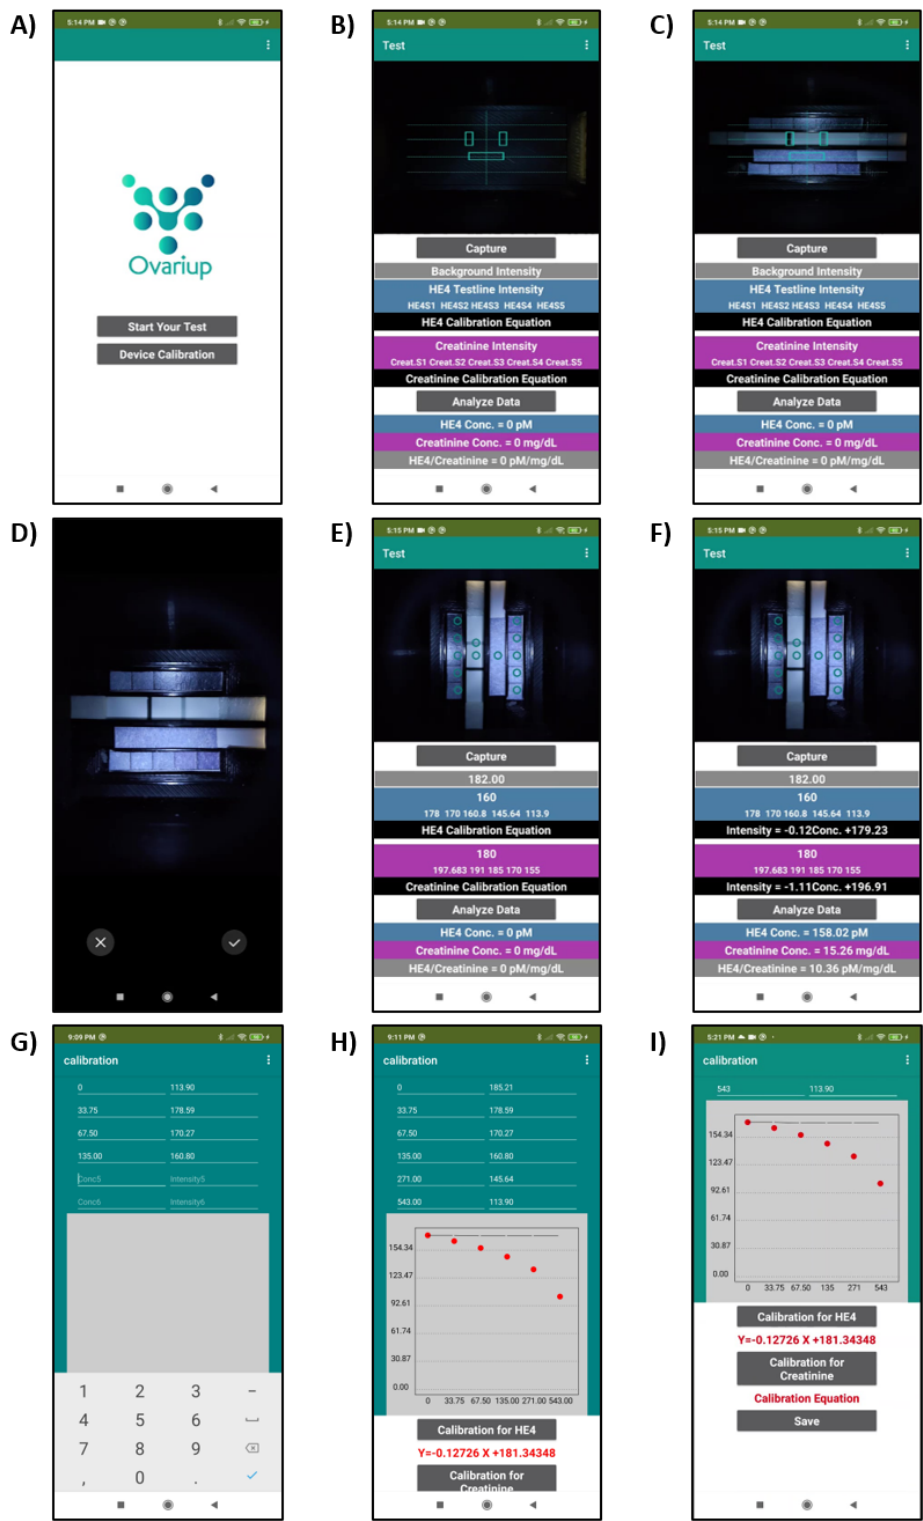 A)
5:14 PM
Ovariup
Start Your Test
Device Calibration
B)
5:14 PM
Test
Capture
Background Intensity
HE4 Testline Intensity
HE4S1 HE4S2 HE4S3 HE4S4 HE4S5
HE4 Calibration Equation
Creatinine Intensity
Creat.S1 Creat.S2 Creat.S3 Creat.S4 Creat.S5
Creatinine Calibration Equation
Analyze Data
HE4 Conc. = 0 pM
Creatinine Conc. = 0 mg/dL
HE4/Creatinine = 0 pM/mg/dL
C)
5:14 PM
Test
Capture
Background Intensity
HE4 Testline Intensity
HE4S1 HE4S2 HE4S3 HE4S4 HE4S5
HE4 Calibration Equation
Creatinine Intensity
Creat.S1 Creat.S2 Creat.S3 Creat.S4 Creat.S5
Creatinine Calibration Equation
Analyze Data
HE4 Conc. = 0 pM
Creatinine Conc. = 0 mg/dL
HE4/Creatinine = 0 pM/mg/dL
D)
E)
5:15 PM
Test
Capture
182.00
160
178 170 160.8 145.64 113.9
HE4 Calibration Equation
180
197.683 191 185 170 155
Creatinine Calibration Equation
Analyze Data
HE4 Conc. = 0 pM
Creatinine Conc. = 0 mg/dL
HE4/Creatinine = 0 pM/mg/dL
F)
5:15 PM
Test
Capture
182.00
160
178 170 160.8 145.64 113.9
Intensity = -0.12Conc. +179.23
180
197.683 191 185 170 155
Intensity = -1.11Conc. +196.91
Analyze Data
HE4 Conc. = 158.02 pM
Creatinine Conc. = 15.26 mg/dL
HE4/Creatinine = 10.36 pM/mg/dL
G)
9:09 PM
calibration
0 113.90
33.75 178.59
67.50 170.27
135.00 160.80
Conc5 Intensity5
Conc6 Intensity6
1 2 3 -
4 5 6
7 8 9
, 0 .
H)
9:11 PM
calibration
0 185.21
33.75 178.59
67.50 170.27
135.00 160.80
271.00 145.64
543.00 113.90
154.34
123.47
92.61
61.74
30.87
0.00
0 33.75 67.50 135.00 271.00 543.00
Calibration for HE4
Y=-0.12726 X +181.34348
Calibration for
Creatinine
I)
5:21 PM
calibration
543 113.90
154.34
123.47
92.61
61.74
30.87
0.00
0 33.75 67.50 135 271 543
Calibration for HE4
Y=-0.12726 X +181.34348
Calibration for
Creatinine
Calibration Equation
Save